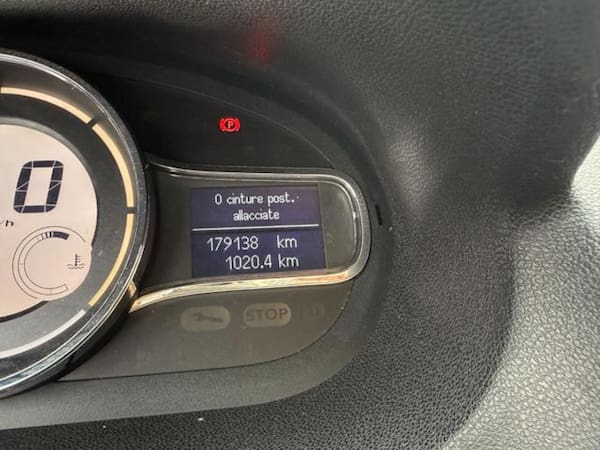 P
0 cinture post.
allacciate
179138 km
1020.4 km
0
STOP